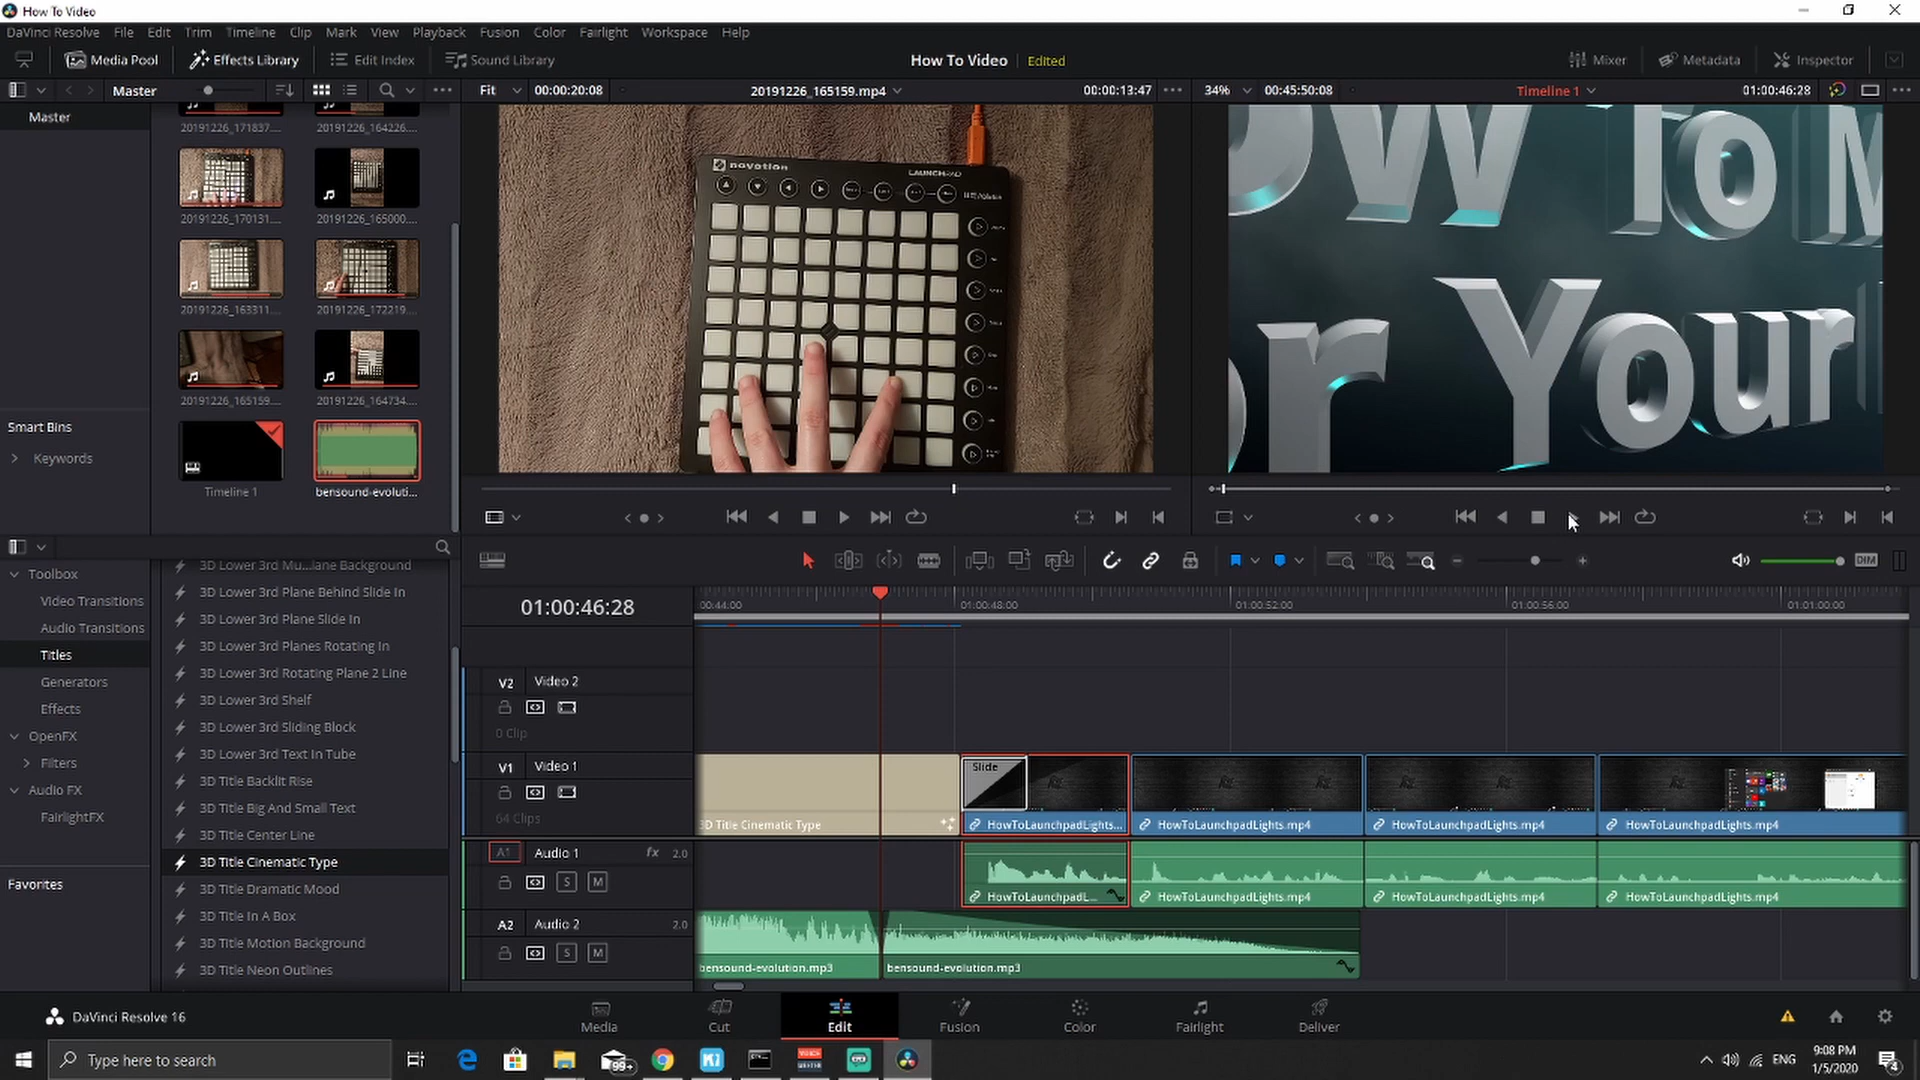 How To Video
DaVinci Resolve File Edit Trim Timeline Clip Mark View Playback Fusion Color Fairlight Workspace Help
Media Pool Effects Library Edit Index Sound Library How To Video Edited Mixer Metadata Inspector
Master Fit 00:00:20:08 20191226_165159.mp4 00:00:13:47 34% 00:45:50:08 Timeline 1 01:00:46:28
Master
20191226_171837.... 20191226_164226....
20191226_170131.... 20191226_165000....
20191226_163311.... 20191226_172219....
20191226_165159.... 20191226_164734....
Timeline 1 bensound-evoluti...
Smart Bins
Keywords
novation
LAUNCHPAD
ow To M
or Your
Toolbox
Video Transitions
Audio Transitions
Titles
Generators
Effects
OpenFX
Filters
Audio FX
FairlightFX
Favorites
3D Lower 3rd Mu...lane Background
3D Lower 3rd Plane Behind Slide In
3D Lower 3rd Plane Slide In
3D Lower 3rd Planes Rotating In
3D Lower 3rd Rotating Plane 2 Line
3D Lower 3rd Shelf
3D Lower 3rd Sliding Block
3D Lower 3rd Text In Tube
3D Title Backlit Rise
3D Title Big And Small Text
3D Title Center Line
3D Title Cinematic Type
3D Title Dramatic Mood
3D Title In A Box
3D Title Motion Background
3D Title Neon Outlines
DIM
01:00:46:28 00:44:00 01:00:48:00 01:00:52:00 01:00:56:00 01:01:00:00
V2 Video 2
0 Clip
V1 Video 1
64 Clips
Slide
3D Title Cinematic Type HowToLaunchpadLights... HowToLaunchpadLights.mp4 HowToLaunchpadLights.mp4 HowToLaunchpadLights.mp4
A1 Audio 1 fx 2.0
S M
HowToLaunchpadL... HowToLaunchpadLights.mp4 HowToLaunchpadLights.mp4 HowToLaunchpadLights.mp4
A2 Audio 2 2.0
S M
bensound-evolution.mp3 bensound-evolution.mp3
DaVinci Resolve 16
Media Cut Edit Fusion Color Fairlight Deliver
Type here to search
99+
ENG
9:08 PM
1/5/2020
4